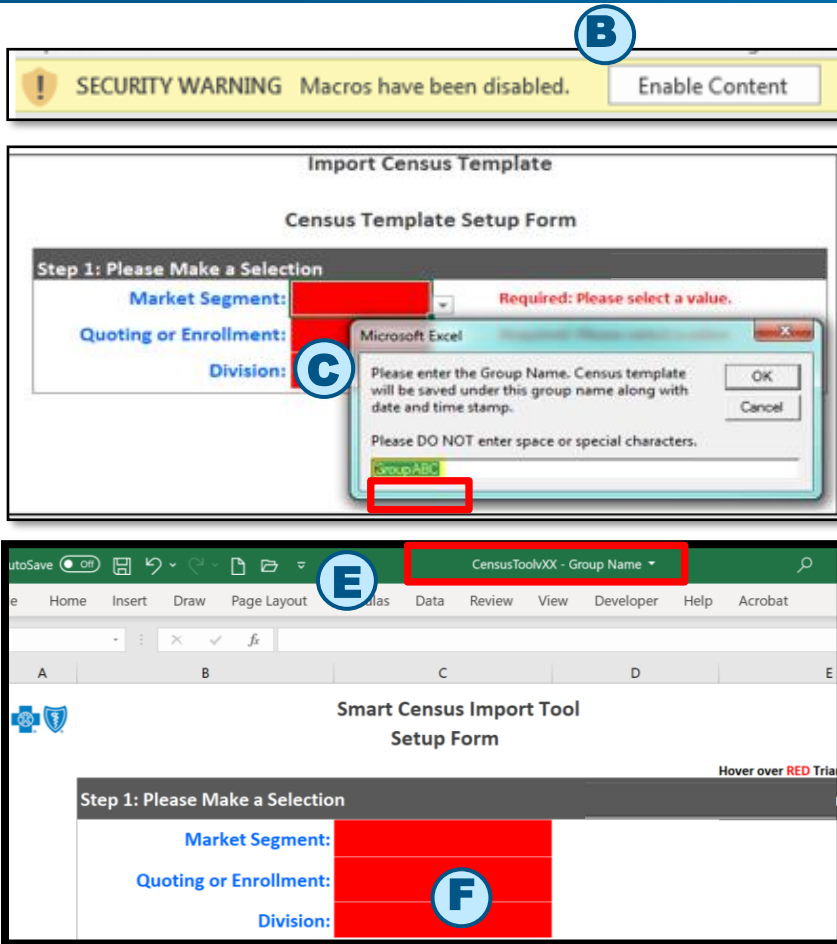 B
SECURITY WARNING Macros have been disabled. Enable Content
Import Census Template
Census Template Setup Form
Step 1: Please Make a Selection
Market Segment: Required: Please select a value.
Quoting or Enrollment:
Division:
C
Microsoft Excel
Please enter the Group Name. Census template
will be saved under this group name along with
date and time stamp.
OK
Cancel
Please DO NOT enter space or special characters.
GroupABC
utoSave Off CensusToolvXX - Group Name
E
e Home Insert Draw Page Layout ulas Data Review View Developer Help Acrobat
fx
A B C D E
Smart Census Import Tool
Setup Form
Hover over RED Tria
Step 1: Please Make a Selection
Market Segment:
Quoting or Enrollment:
F
Division: